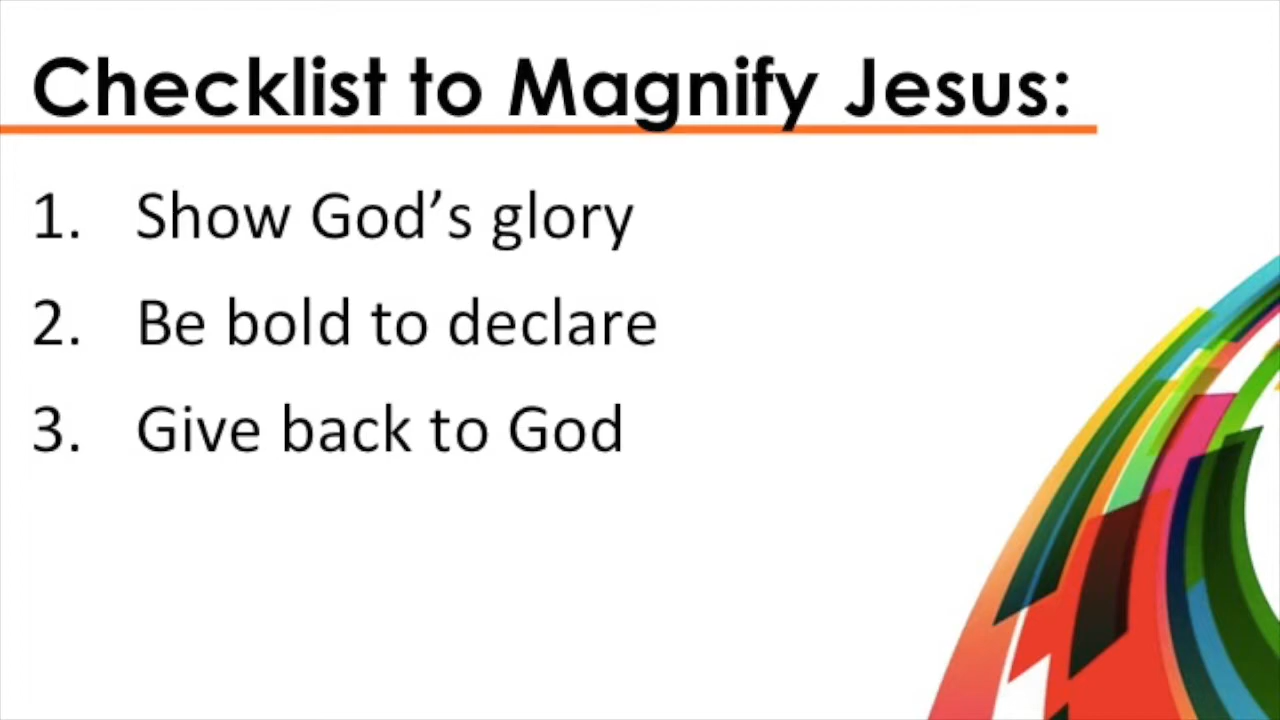 Checklist to Magnify Jesus:
1. Show God’s glory
2. Be bold to declare
3. Give back to God